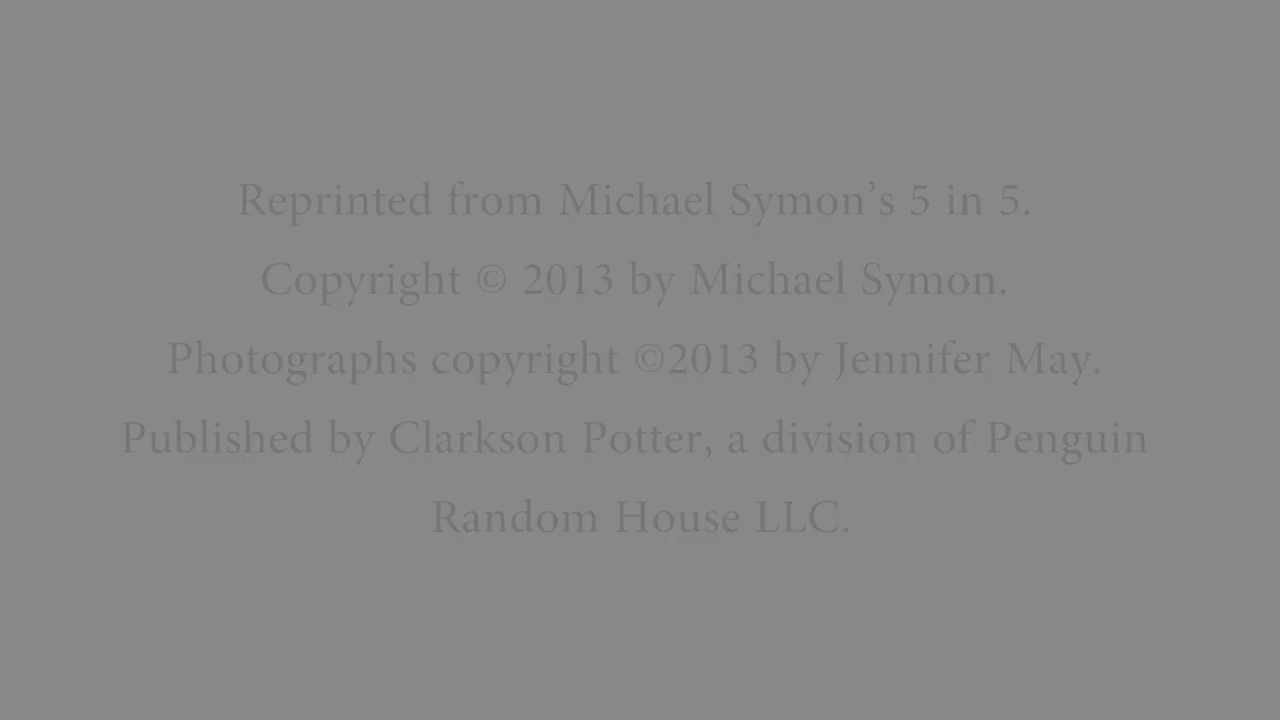 Reprinted from Michael Symon’s 5 in 5.
Copyright © 2013 by Michael Symon.
Photographs copyright ©2013 by Jennifer May.
Published by Clarkson Potter, a division of Penguin
Random House LLC.